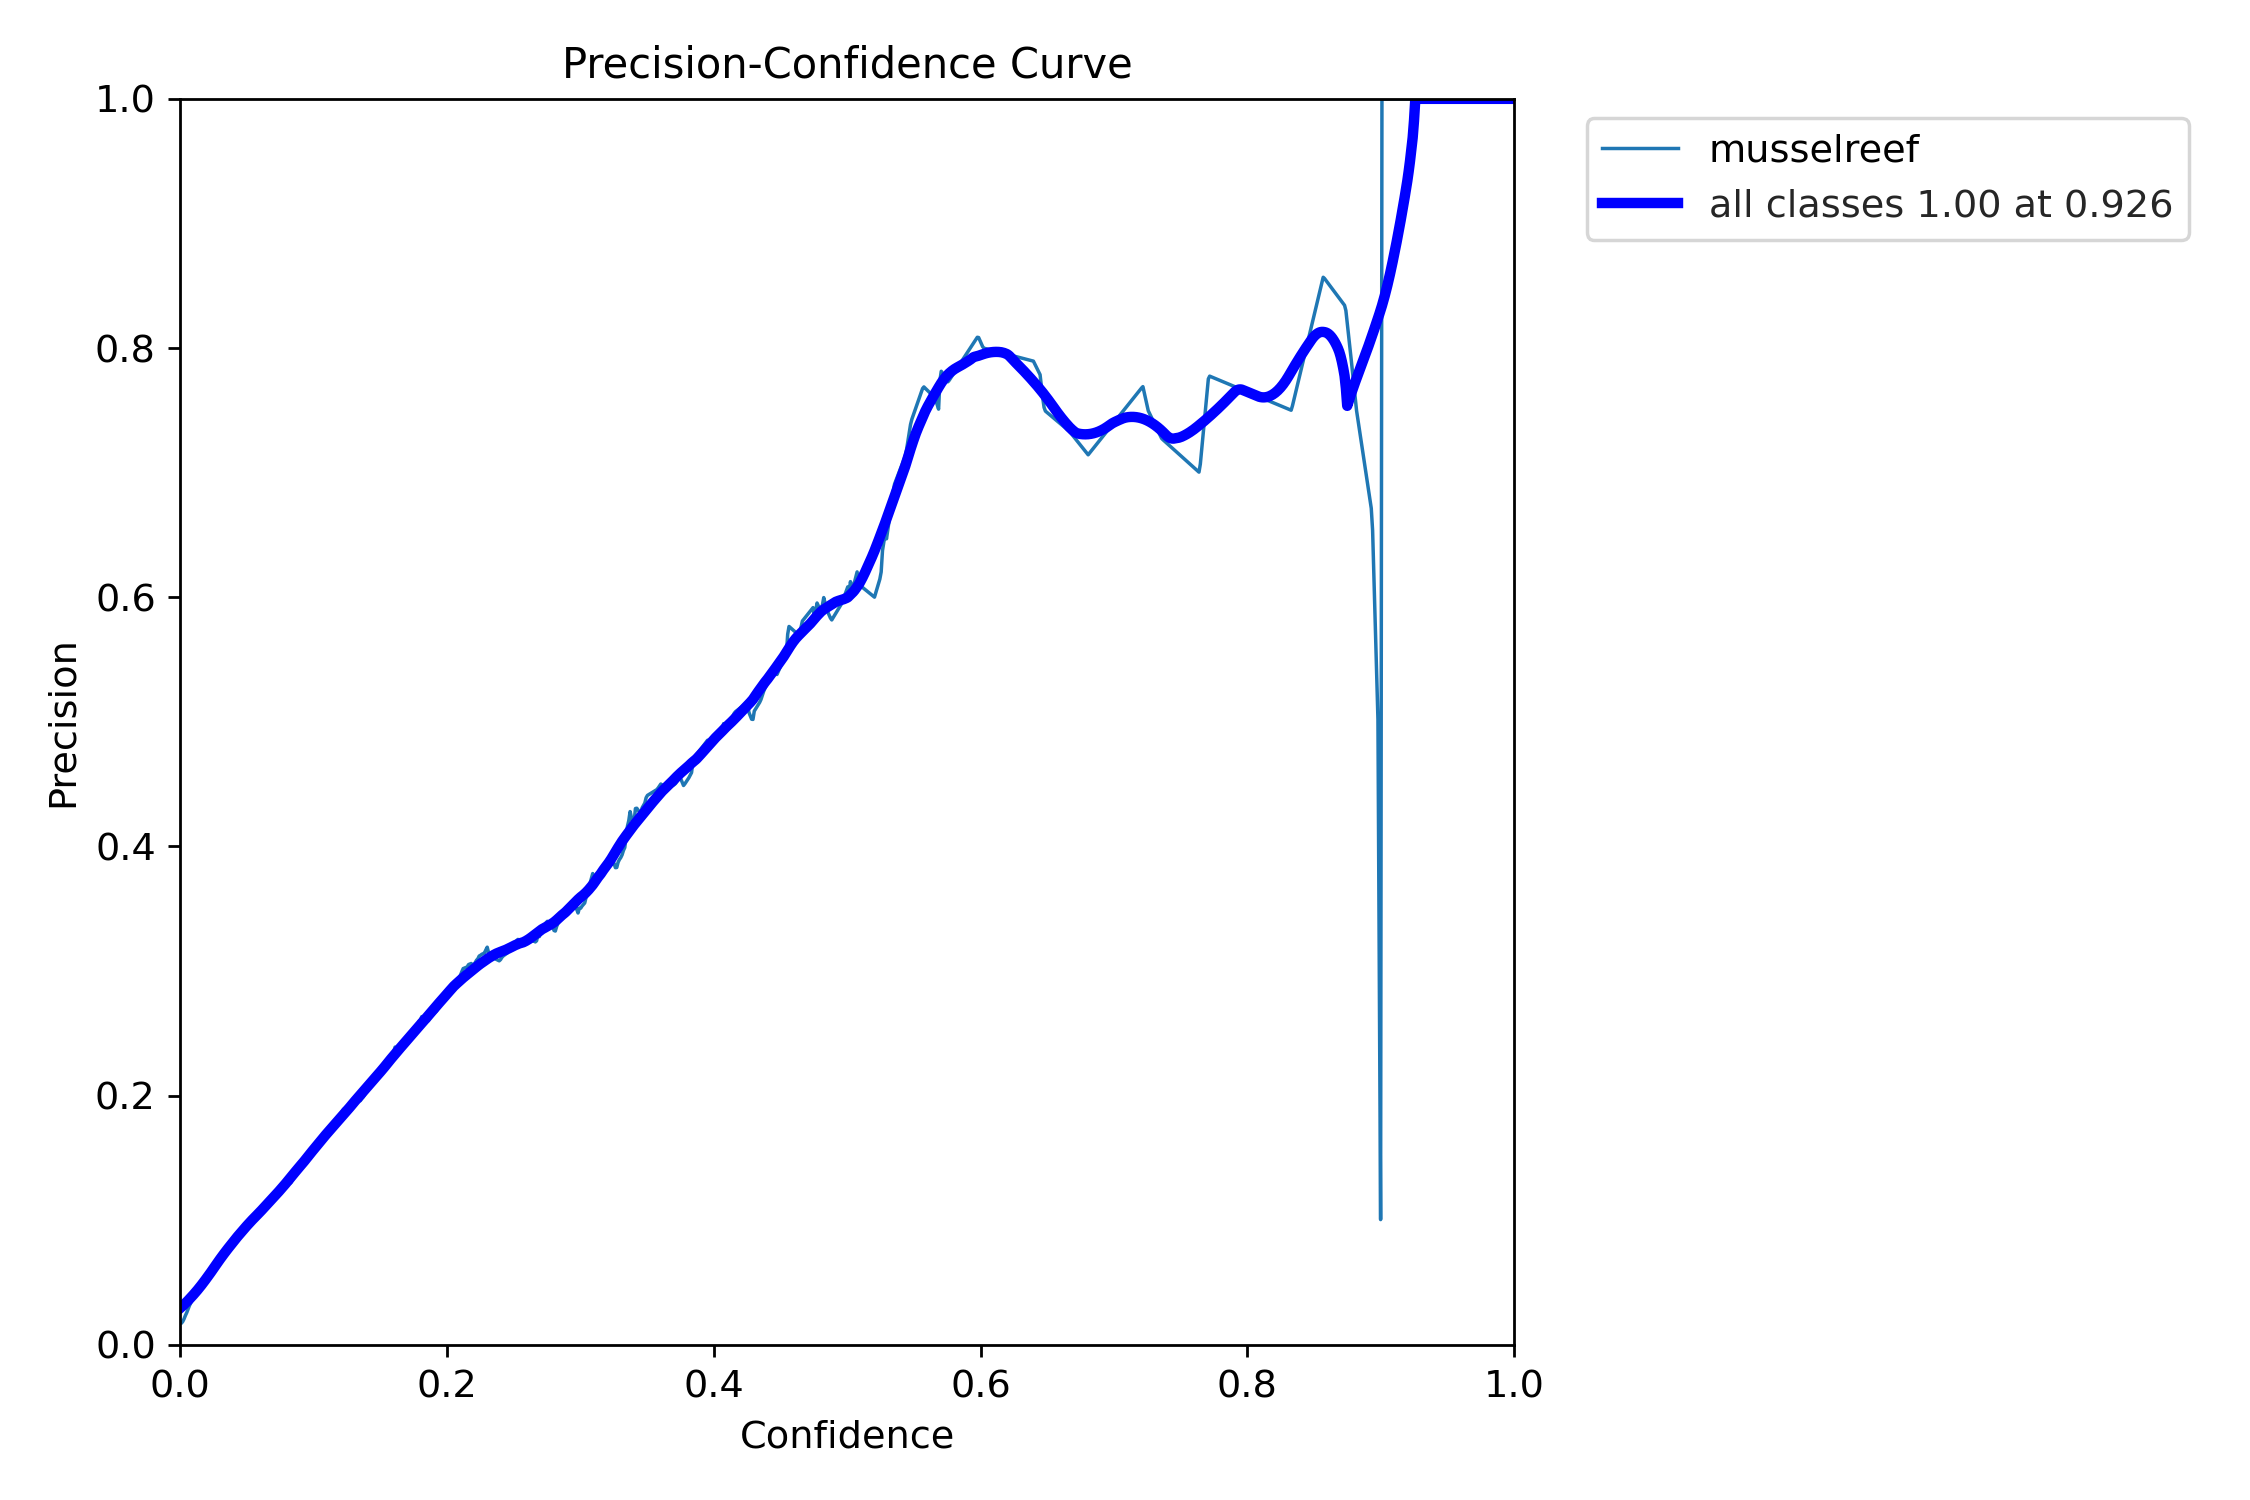 Precision-Confidence Curve
1.0
0.8
0.6
0.4
0.2
0.0
Precision
0.0 0.2 0.4 0.6 0.8 1.0
Confidence
musselreef
all classes 1.00 at 0.926